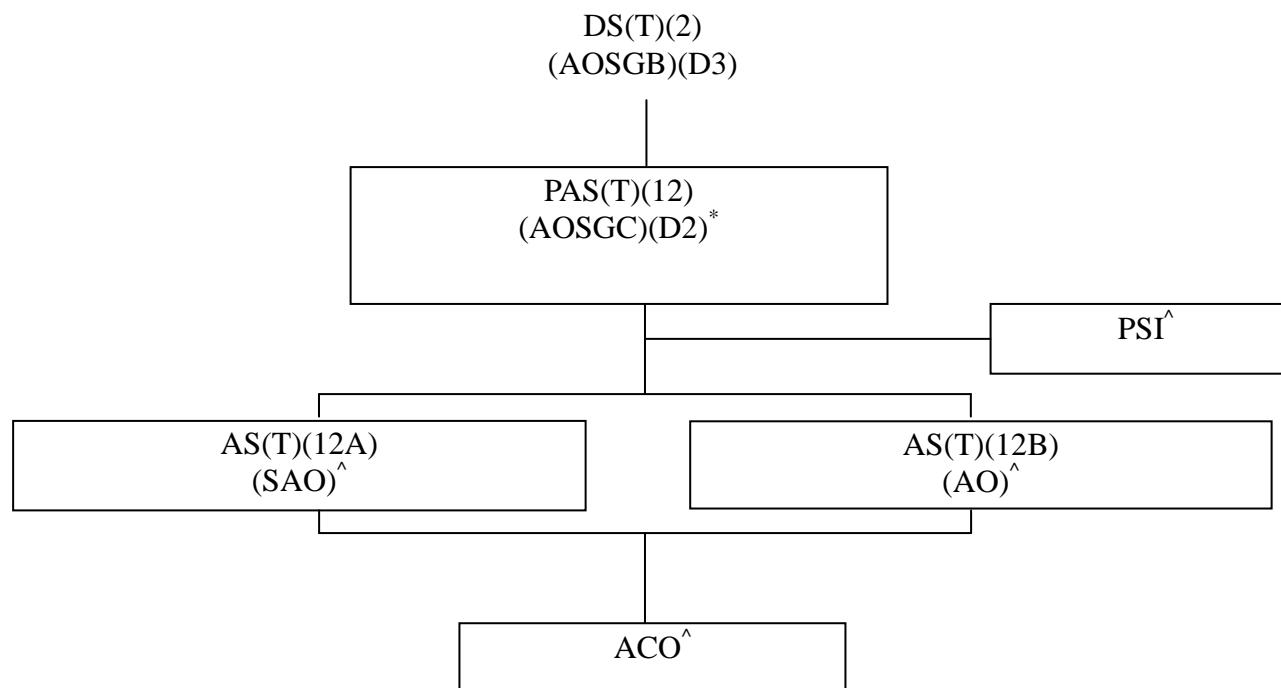 DS(T)(2)
(AOSGB)(D3)
PAS(T)(12)
(AOSGC)(D2)*
PSI^
AS(T)(12A)
(SAO)^
AS(T)(12B)
(AO)^
ACO^